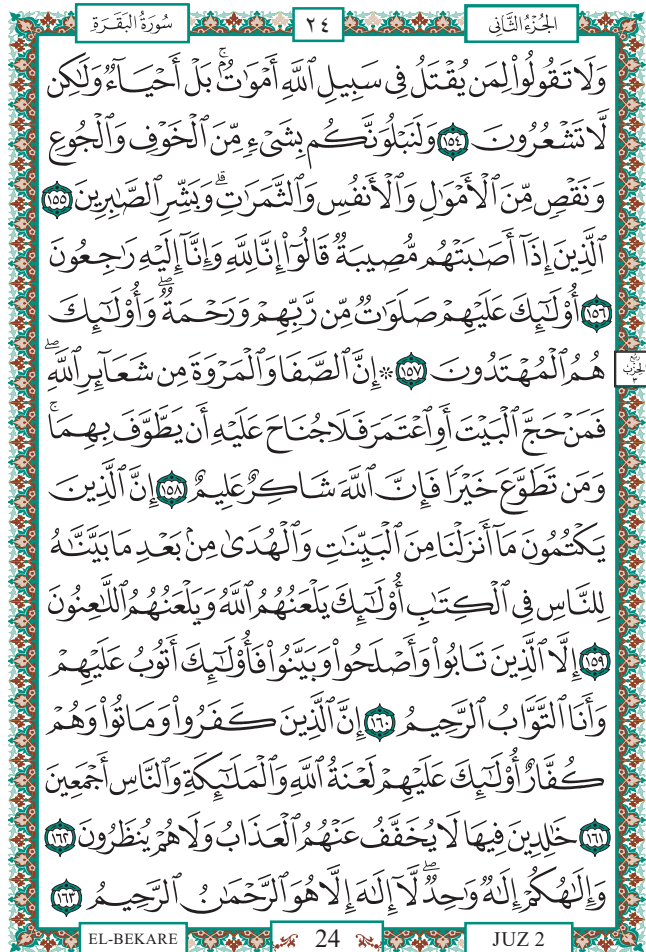 سُورَةُ البَقَرَةِ
٢٤
الجُزْءُ الثَّانِي
وَلَا تَقُولُوا۟ لِمَن يُقْتَلُ فِى سَبِيلِ ٱللَّهِ أَمْوَٰتٌۢ ۚ بَلْ أَحْيَآءٌ وَلَٰكِن
لَّا تَشْعُرُونَ ١٥٤ وَلَنَبْلُوَنَّكُم بِشَىْءٍ مِّنَ ٱلْخَوْفِ وَٱلْجُوعِ
وَنَقْصٍ مِّنَ ٱلْأَمْوَٰلِ وَٱلْأَنفُسِ وَٱلثَّمَرَٰتِ ۗ وَبَشِّرِ ٱلصَّٰبِرِينَ ١٥٥
ٱلَّذِينَ إِذَآ أَصَٰبَتْهُم مُّصِيبَةٌ قَالُوٓا۟ إِنَّا لِلَّهِ وَإِنَّآ إِلَيْهِ رَٰجِعُونَ
١٥٦ أُو۟لَٰٓئِكَ عَلَيْهِمْ صَلَوَٰتٌ مِّن رَّبِّهِمْ وَرَحْمَةٌ ۖ وَأُو۟لَٰٓئِكَ
هُمُ ٱلْمُهْتَدُونَ ١٥٧ ۞ إِنَّ ٱلصَّفَا وَٱلْمَرْوَةَ مِن شَعَآئِرِ ٱللَّهِ ۖ
ربع الحزب ٣
فَمَنْ حَجَّ ٱلْبَيْتَ أَوِ ٱعْتَمَرَ فَلَا جُنَاحَ عَلَيْهِ أَن يَطَّوَّفَ بِهِمَا ۚ
وَمَن تَطَوَّعَ خَيْرًا فَإِنَّ ٱللَّهَ شَاكِرٌ عَلِيمٌ ١٥٨ إِنَّ ٱلَّذِينَ
يَكْتُمُونَ مَآ أَنزَلْنَا مِنَ ٱلْبَيِّنَٰتِ وَٱلْهُدَىٰ مِنۢ بَعْدِ مَا بَيَّنَّٰهُ
لِلنَّاسِ فِى ٱلْكِتَٰبِ أُو۟لَٰٓئِكَ يَلْعَنُهُمُ ٱللَّهُ وَيَلْعَنُهُمُ ٱللَّٰعِنُونَ
١٥٩ إِلَّا ٱلَّذِينَ تَابُوا۟ وَأَصْلَحُوا۟ وَبَيَّنُوا۟ فَأُو۟لَٰٓئِكَ أَتُوبُ عَلَيْهِمْ
وَأَنَا ٱلتَّوَّابُ ٱلرَّحِيمُ ١٦٠ إِنَّ ٱلَّذِينَ كَفَرُوا۟ وَمَاتُوا۟ وَهُمْ
كُفَّارٌ أُو۟لَٰٓئِكَ عَلَيْهِمْ لَعْنَةُ ٱللَّهِ وَٱلْمَلَٰٓئِكَةِ وَٱلنَّاسِ أَجْمَعِينَ
١٦١ خَٰلِدِينَ فِيهَا لَا يُخَفَّفُ عَنْهُمُ ٱلْعَذَابُ وَلَا هُمْ يُنظَرُونَ ١٦٢
وَإِلَٰهُكُمْ إِلَٰهٌ وَٰحِدٌ ۖ لَّآ إِلَٰهَ إِلَّا هُوَ ٱلرَّحْمَٰنُ ٱلرَّحِيمُ ١٦٣
EL-BEKARE
24
JUZ 2